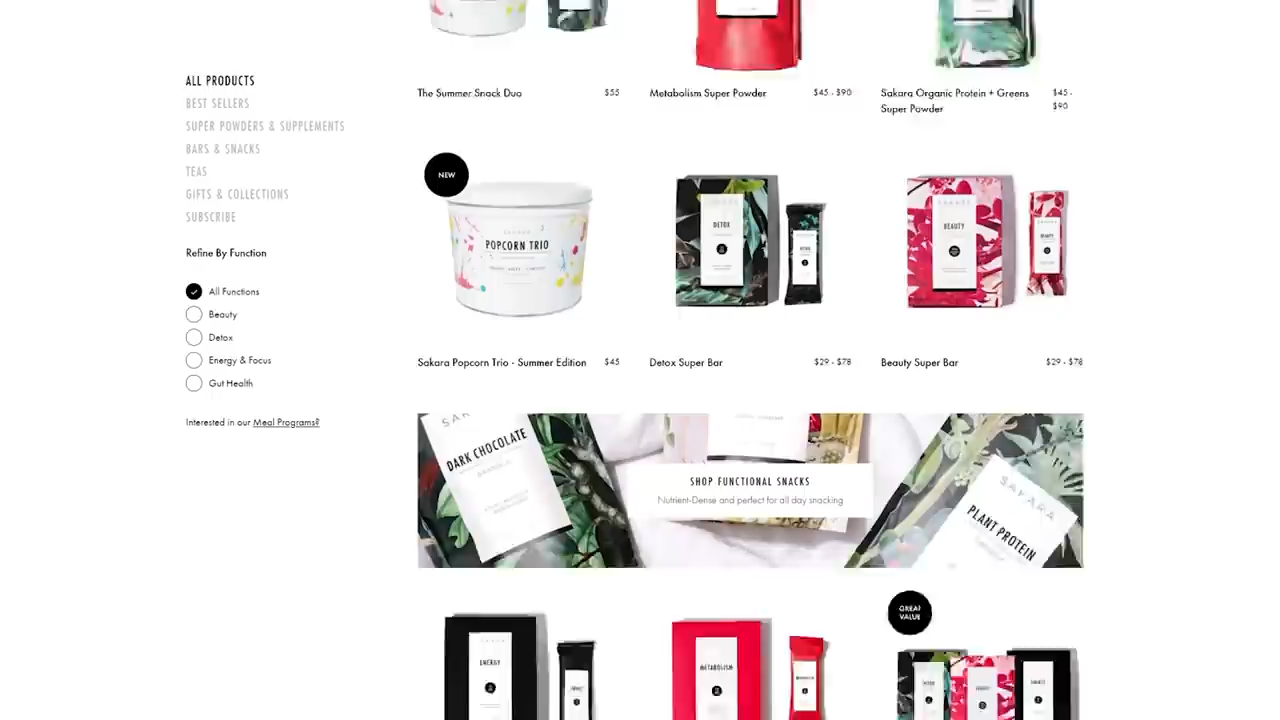 ALL PRODUCTS
BEST SELLERS
SUPER POWDERS & SUPPLEMENTS
BARS & SNACKS
TEAS
GIFTS & COLLECTIONS
SUBSCRIBE
Refine By Function
All Functions
Beauty
Detox
Energy & Focus
Gut Health
Interested in our Meal Programs?
The Summer Snack Duo $55
Metabolism Super Powder $45 - $90
Sakara Organic Protein + Greens
Super Powder
$45 -
$90
NEW
SAKARA
POPCORN TRIO
DETOX
BEAUTY
BEAUTY
Sakara Popcorn Trio - Summer Edition $45
Detox Super Bar $29 - $78
Beauty Super Bar $29 - $78
DARK CHOCOLATE
SHOP FUNCTIONAL SNACKS
Nutrient-Dense and perfect for all day snacking
SAKARA
PLANT PROTEIN
GREAT
VALUE
ENERGY
METABOLISM